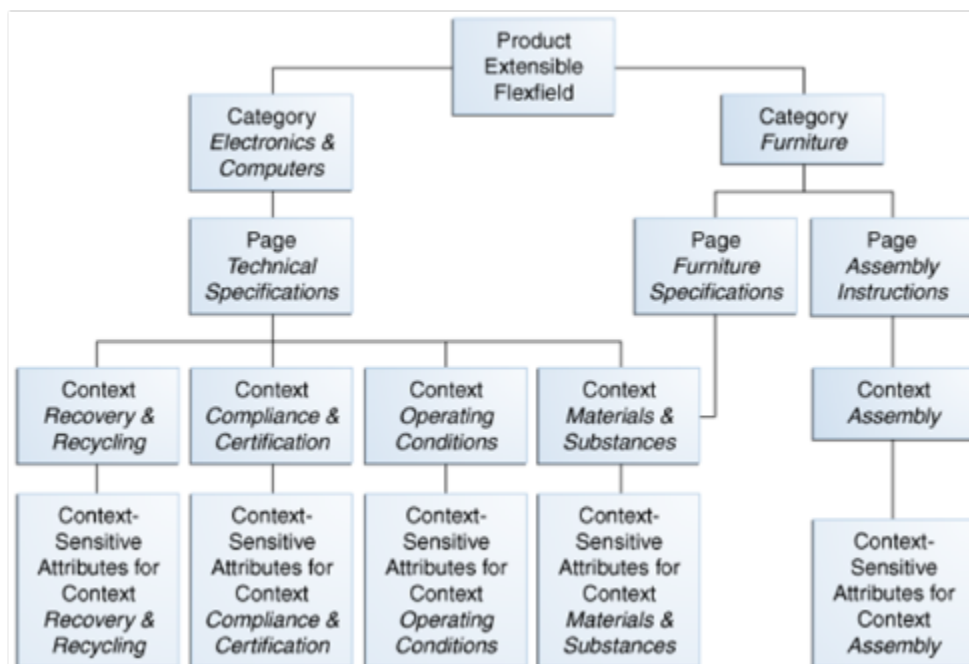 Product
Extensible
Flexfield
Category
Electronics &
Computers
Category
Furniture
Page
Technical
Specifications
Page
Furniture
Specifications
Page
Assembly
Instructions
Context
Recovery &
Recycling
Context
Compliance &
Certification
Context
Operating
Conditions
Context
Materials &
Substances
Context
Assembly
Context-
Sensitive
Attributes for
Context
Recovery &
Recycling
Context-
Sensitive
Attributes for
Context
Compliance &
Certification
Context-
Sensitive
Attributes for
Context
Operating
Conditions
Context-
Sensitive
Attributes for
Context
Materials &
Substances
Context-
Sensitive
Attributes for
Context
Assembly